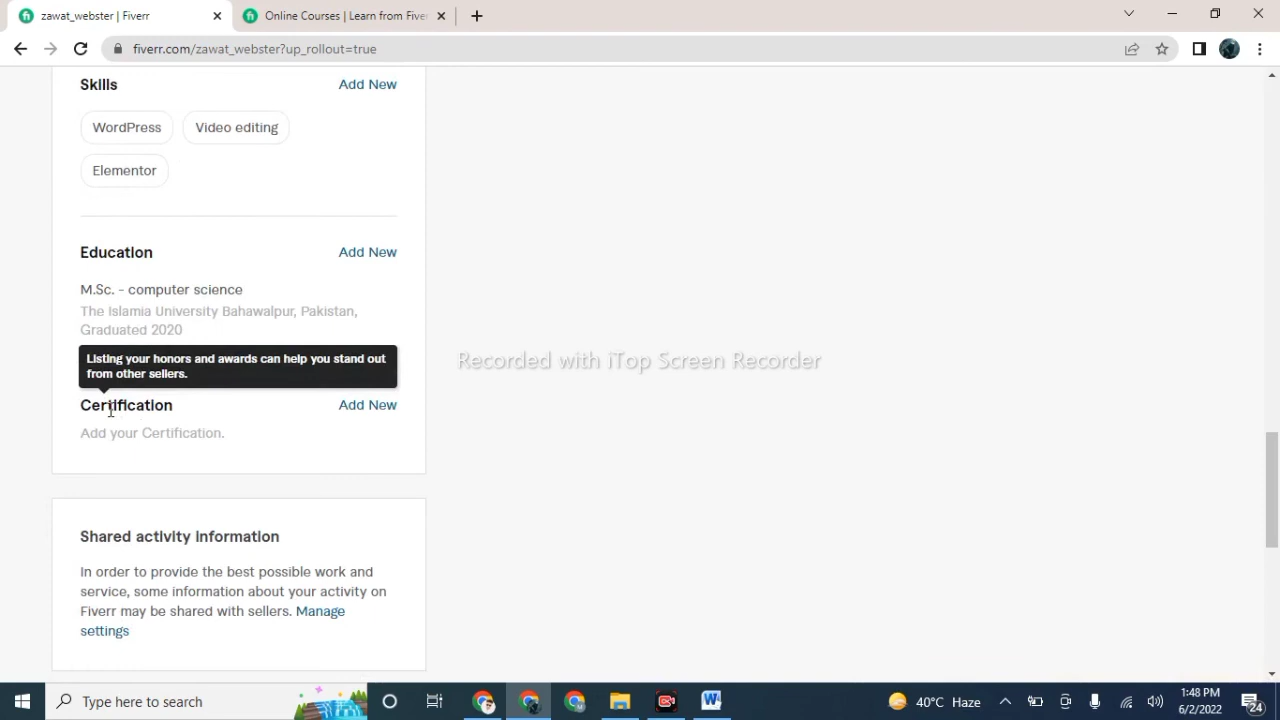 zawat_webster | Fiverr
Online Courses | Learn from Fiver
fiverr.com/zawat_webster?up_rollout=true
Skills
Add New
WordPress
Video editing
Elementor
Education
Add New
M.Sc. - computer science
The Islamia University Bahawalpur, Pakistan,
Graduated 2020
Listing your honors and awards can help you stand out
from other sellers.
Certification
Add New
Add your Certification.
Recorded with iTop Screen Recorder
Shared activity information
In order to provide the best possible work and
service, some information about your activity on
Fiverr may be shared with sellers. Manage
settings
Type here to search
40°C Haze
1:48 PM
6/2/2022
24